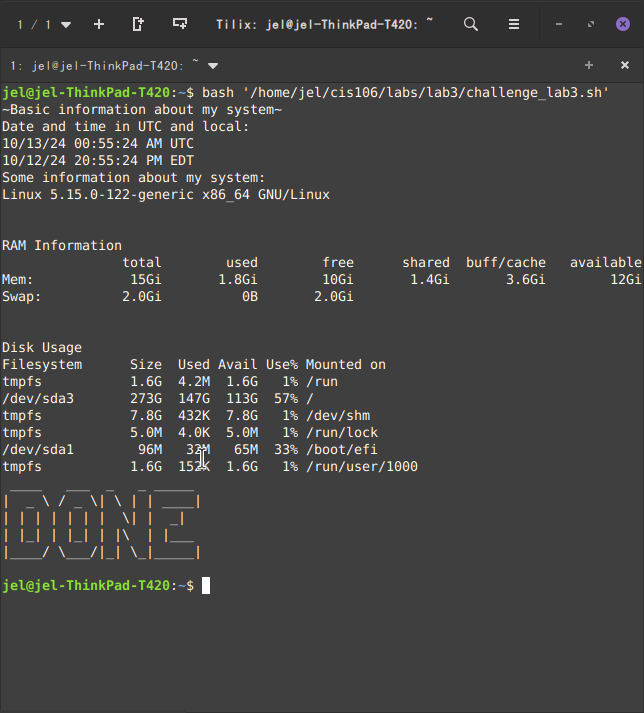 1 / 1 Tilix: jel@jel-ThinkPad-T420: ~
1: jel@jel-ThinkPad-T420: ~
jel@jel-ThinkPad-T420:~$ bash '/home/jel/cis106/labs/lab3/challenge_lab3.sh'
~Basic information about my system~
Date and time in UTC and local:
10/13/24 00:55:24 AM UTC
10/12/24 20:55:24 PM EDT
Some information about my system:
Linux 5.15.0-122-generic x86_64 GNU/Linux
RAM Information
               total        used        free      shared  buff/cache   available
Mem:            15Gi       1.8Gi        10Gi       1.4Gi       3.6Gi        12Gi
Swap:          2.0Gi          0B       2.0Gi
Disk Usage
Filesystem      Size  Used Avail Use% Mounted on
tmpfs           1.6G  4.2M  1.6G   1% /run
/dev/sda3       273G  147G  113G  57% /
tmpfs           7.8G  432K  7.8G   1% /dev/shm
tmpfs           5.0M  4.0K  5.0M   1% /run/lock
/dev/sda1        96M   32M   65M  33% /boot/efi
tmpfs           1.6G  152K  1.6G   1% /run/user/1000
DONE
jel@jel-ThinkPad-T420:~$